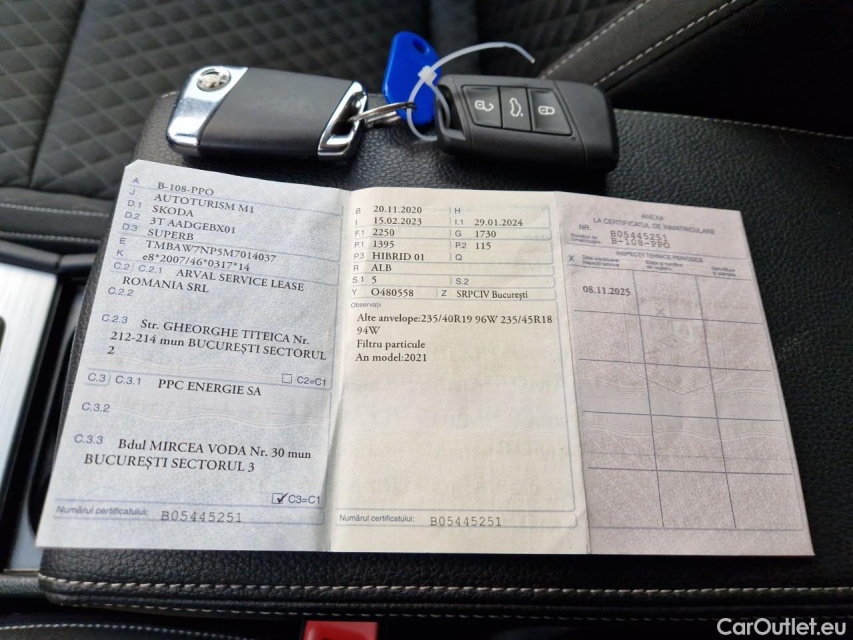 A B-108-PPO
J AUTOTURISM M1
D.1 SKODA
D.2 3T AADGEBX01
D.3 SUPERB
E TMBAW7NP5M7014037
K e8*2007/46*0317*14
C.2 C.2.1 ARVAL SERVICE LEASE
ROMANIA SRL
C.2.2
C.2.3 Str. GHEORGHE TITEICA Nr.
212-214 mun BUCUREȘTI SECTORUL
2
C2=C1
C.3 C.3.1 PPC ENERGIE SA
C.3.2
C.3.3 Bdul MIRCEA VODA Nr. 30 mun
BUCUREȘTI SECTORUL 3
C3=C1
Numărul certificatului: B05445251
B 20.11.2020 H
I 15.02.2023 I.1 29.01.2024
F.1 2250 G 1730
P.1 1395 P.2 115
P.3 HIBRID 01 Q
R ALB
S.1 5 S.2
Y O480558 Z SRPCIV București
Observații
Alte anvelope:235/40R19 96W 235/45R18
94W
Filtru particule
An model:2021
Numărul certificatului: B05445251
ANEXA
LA CERTIFICATUL DE ÎNMATRICULARE
NR. B05445251
B-108-PPO
X INSPECȚII TEHNICE PERIODICE
08.11.2025
CarOutlet.eu